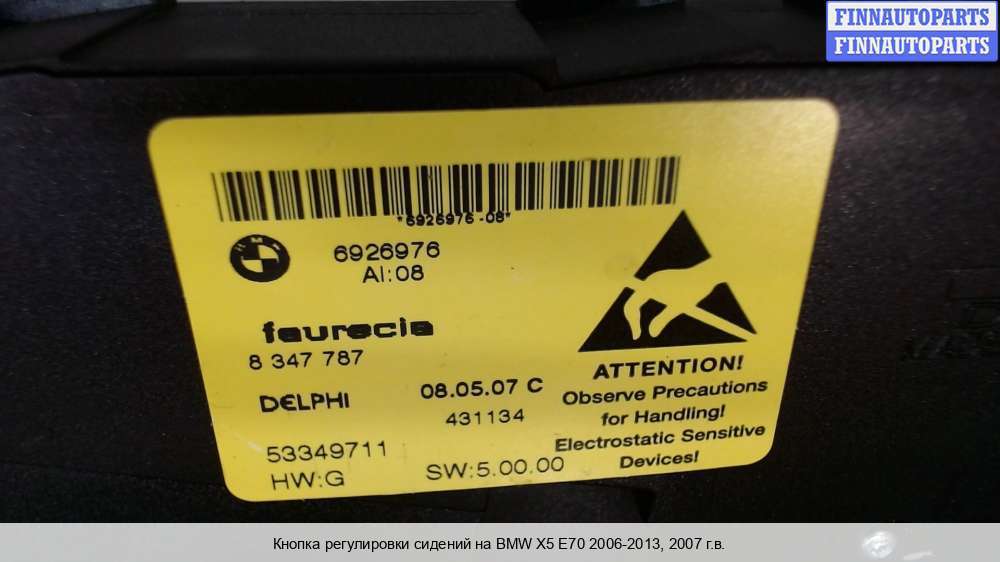 FINNAUTOPARTS
FINNAUTOPARTS
*6926976-08*
BMW
6926976
AI:08
faurecia
8 347 787
DELPHI
08.05.07 C
431134
53349711
HW:G
SW:5.00.00
ATTENTION!
Observe Precautions
for Handling!
Electrostatic Sensitive
Devices!
Кнопка регулировки сидений на BMW X5 E70 2006-2013, 2007 г.в.